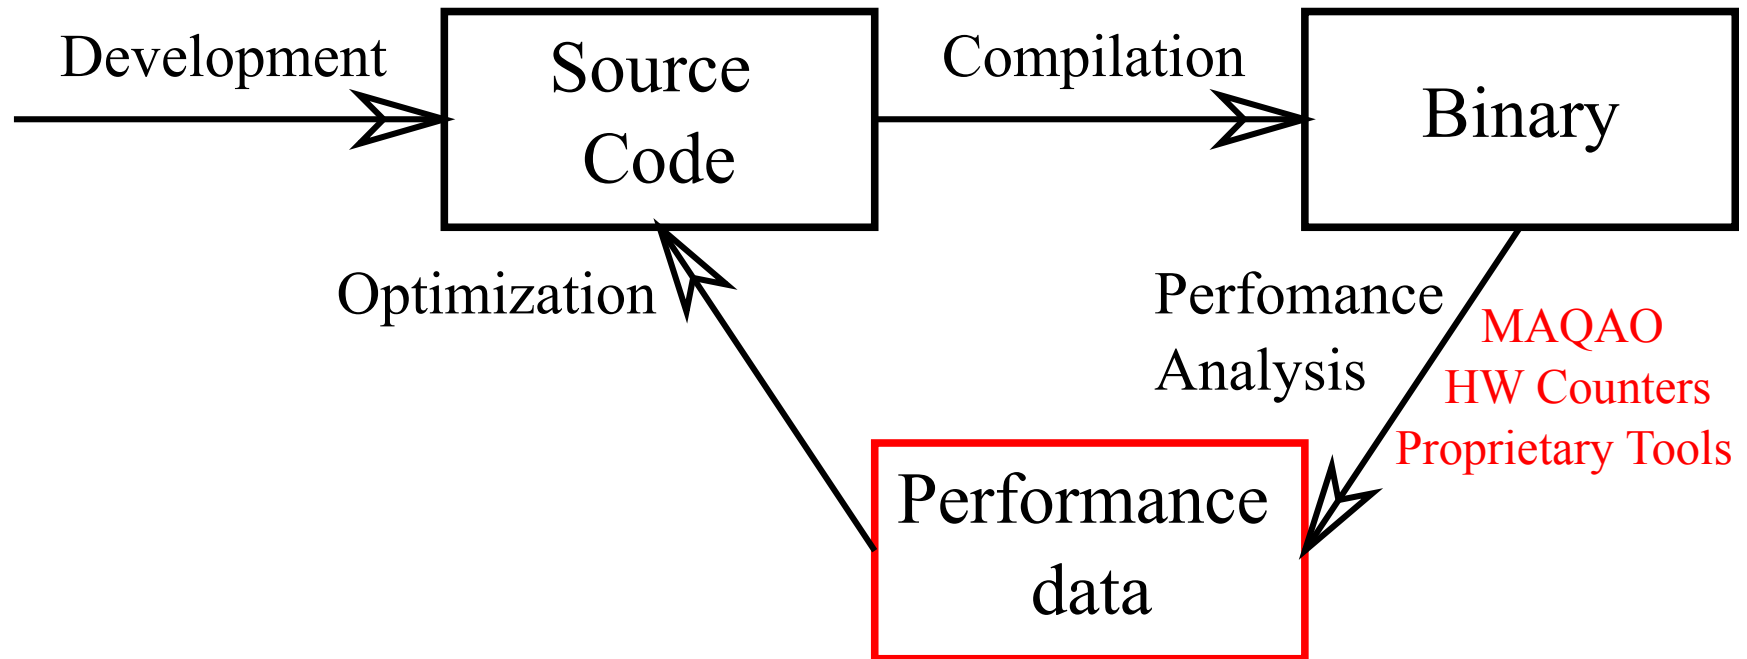 Development
Source
Code
Compilation
Binary
Optimization
Perfomance
Analysis
MAQAO
HW Counters
Proprietary Tools
Performance
data